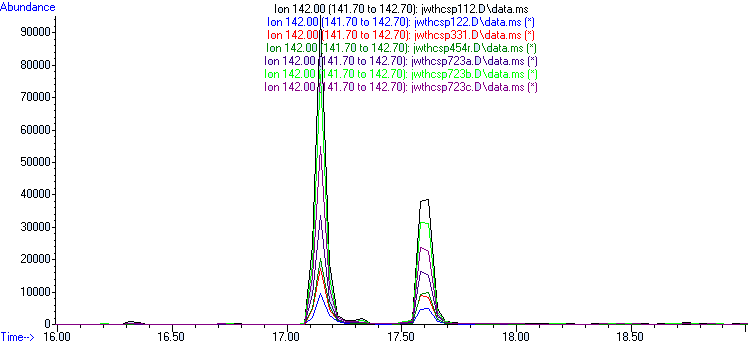 Abundance
Ion 142.00 (141.70 to 142.70): jwthcsp112.D\data.ms
Ion 142.00 (141.70 to 142.70): jwthcsp122.D\data.ms (*)
Ion 142.00 (141.70 to 142.70): jwthcsp331.D\data.ms (*)
Ion 142.00 (141.70 to 142.70): jwthcsp454r.D\data.ms (*)
Ion 142.00 (141.70 to 142.70): jwthcsp723a.D\data.ms (*)
Ion 142.00 (141.70 to 142.70): jwthcsp723b.D\data.ms (*)
Ion 142.00 (141.70 to 142.70): jwthcsp723c.D\data.ms (*)
90000
80000
70000
60000
50000
40000
30000
20000
10000
0
Time-->
16.00 16.50 17.00 17.50 18.00 18.50